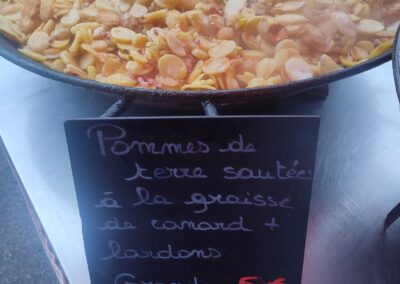 Pommes de
terre sautées
à la graisse
de canard +
lardons